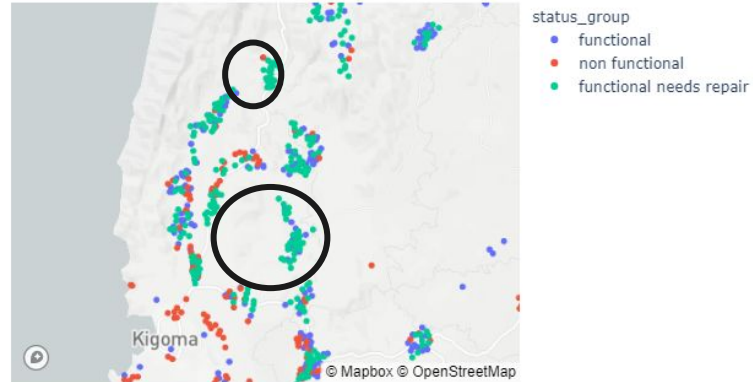 status_group
functional
non functional
functional needs repair
Kigoma
© Mapbox © OpenStreetMap